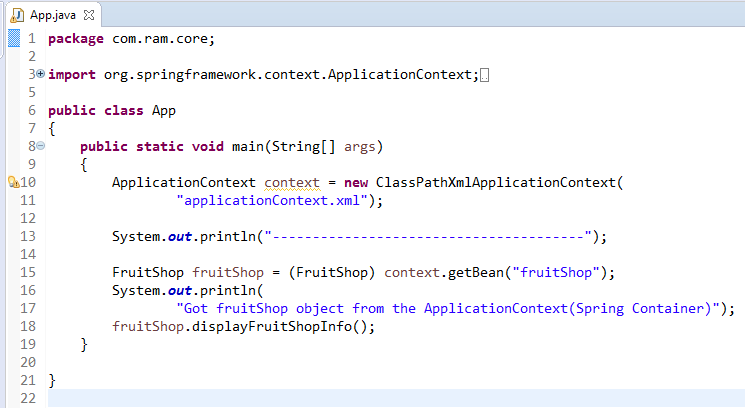 App.java
1 package com.ram.core;
2
3 import org.springframework.context.ApplicationContext;
5
6 public class App
7 {
8     public static void main(String[] args)
9     {
10         ApplicationContext context = new ClassPathXmlApplicationContext(
11                 "applicationContext.xml");
12
13         System.out.println("---------------------------------------");
14
15         FruitShop fruitShop = (FruitShop) context.getBean("fruitShop");
16         System.out.println(
17                 "Got fruitShop object from the ApplicationContext(Spring Container)");
18         fruitShop.displayFruitShopInfo();
19     }
20
21 }
22